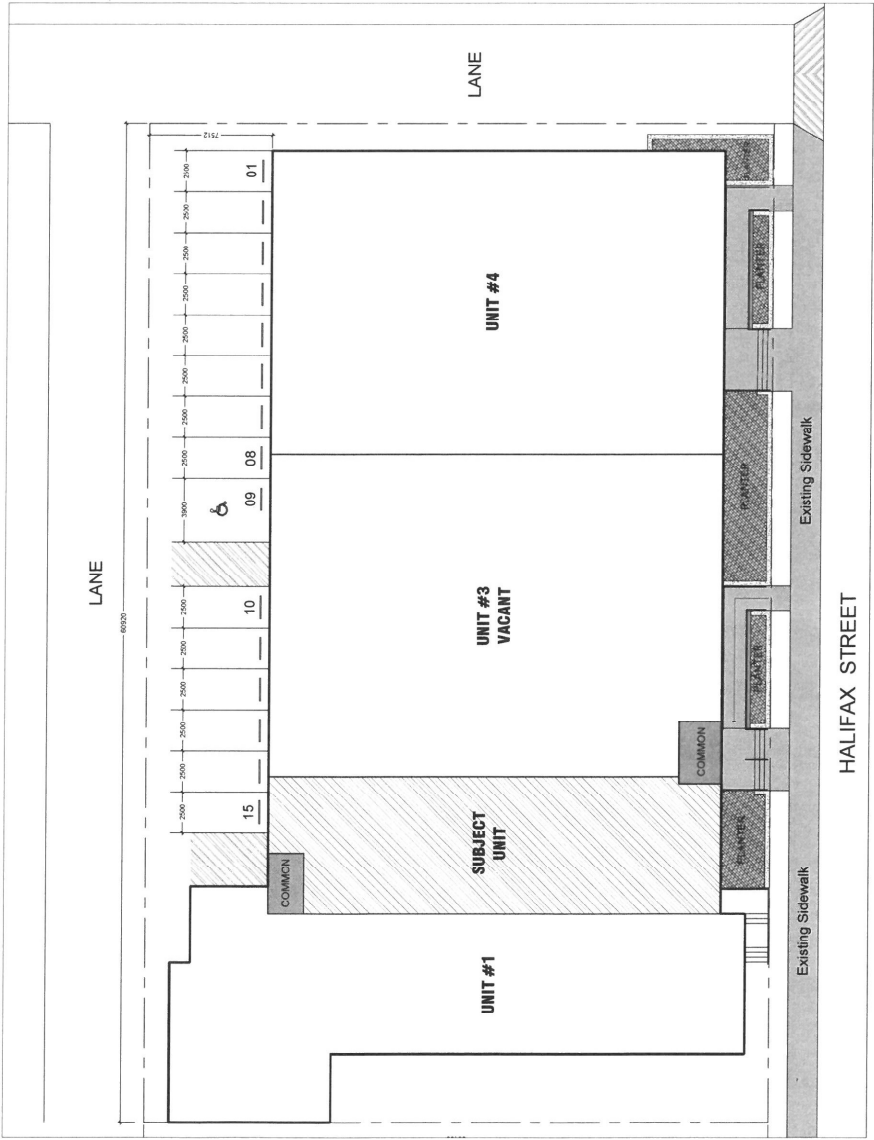 LANE
7512
2500
01
2500
2500
2500
2500
2500
2500
2500
08
3900
09
LANE
60920
2500
10
2500
2500
2500
2500
2500
15
UNIT #4
UNIT #3
VACANT
SUBJECT
UNIT
UNIT #1
COMMON
COMMON
PLANTER
PLANTER
PLANTER
PLANTER
PLANTER
Existing Sidewalk
Existing Sidewalk
HALIFAX STREET